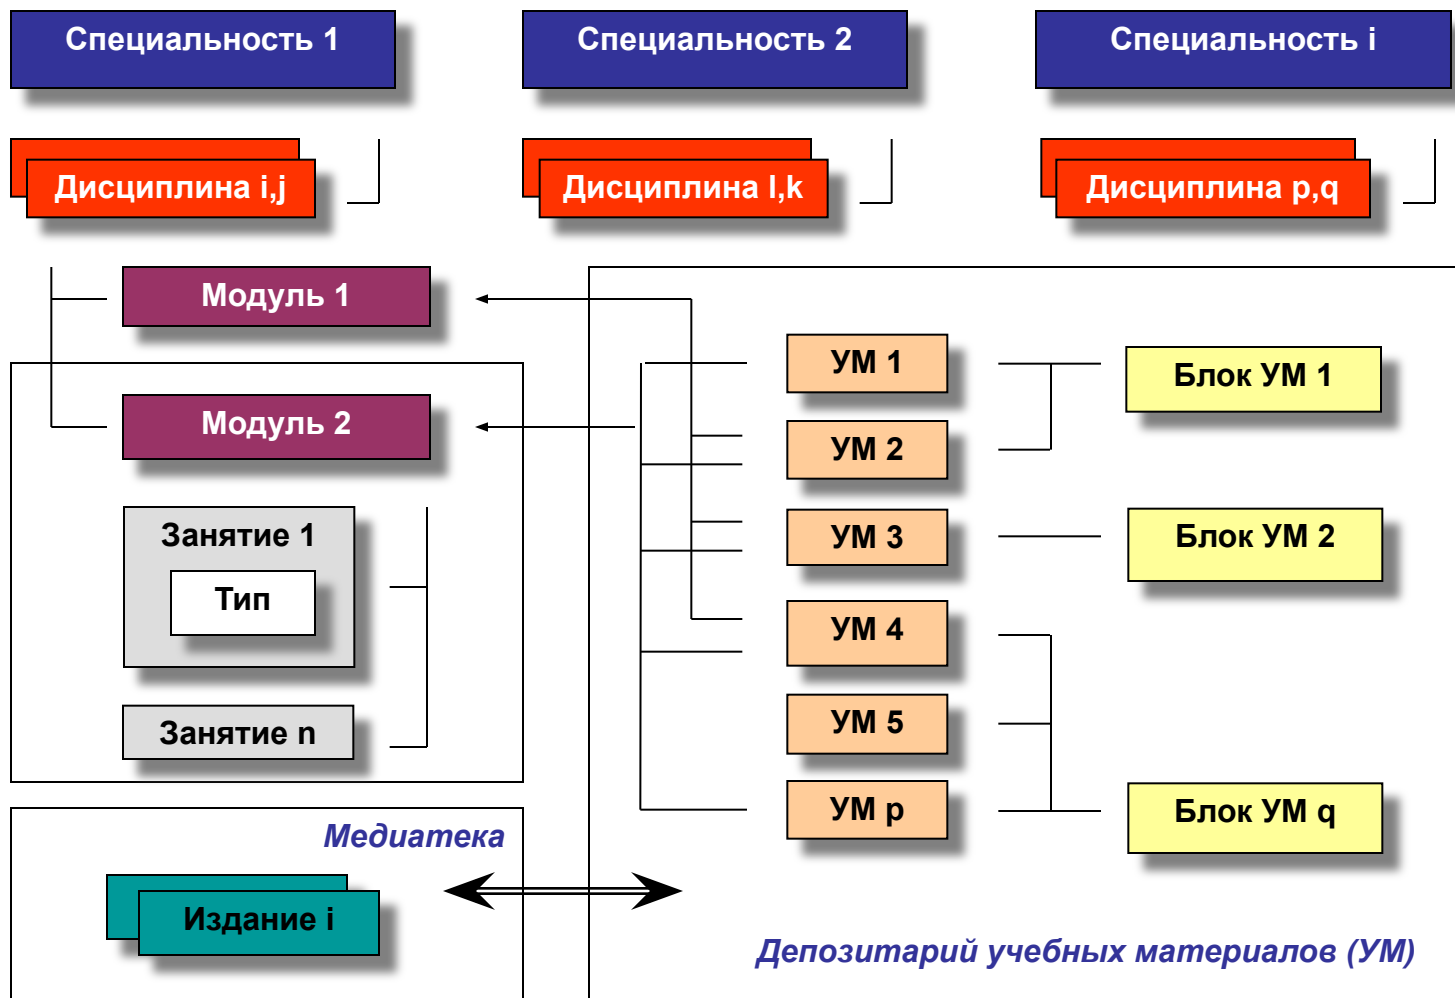 Специальность 1
Специальность 2
Специальность i
Дисциплина i,j
Дисциплина l,k
Дисциплина p,q
Модуль 1
Модуль 2
Занятие 1
Тип
Занятие n
УМ 1
УМ 2
УМ 3
УМ 4
УМ 5
УМ p
Блок УМ 1
Блок УМ 2
Блок УМ q
Медиатека
Издание i
Депозитарий учебных материалов (УМ)